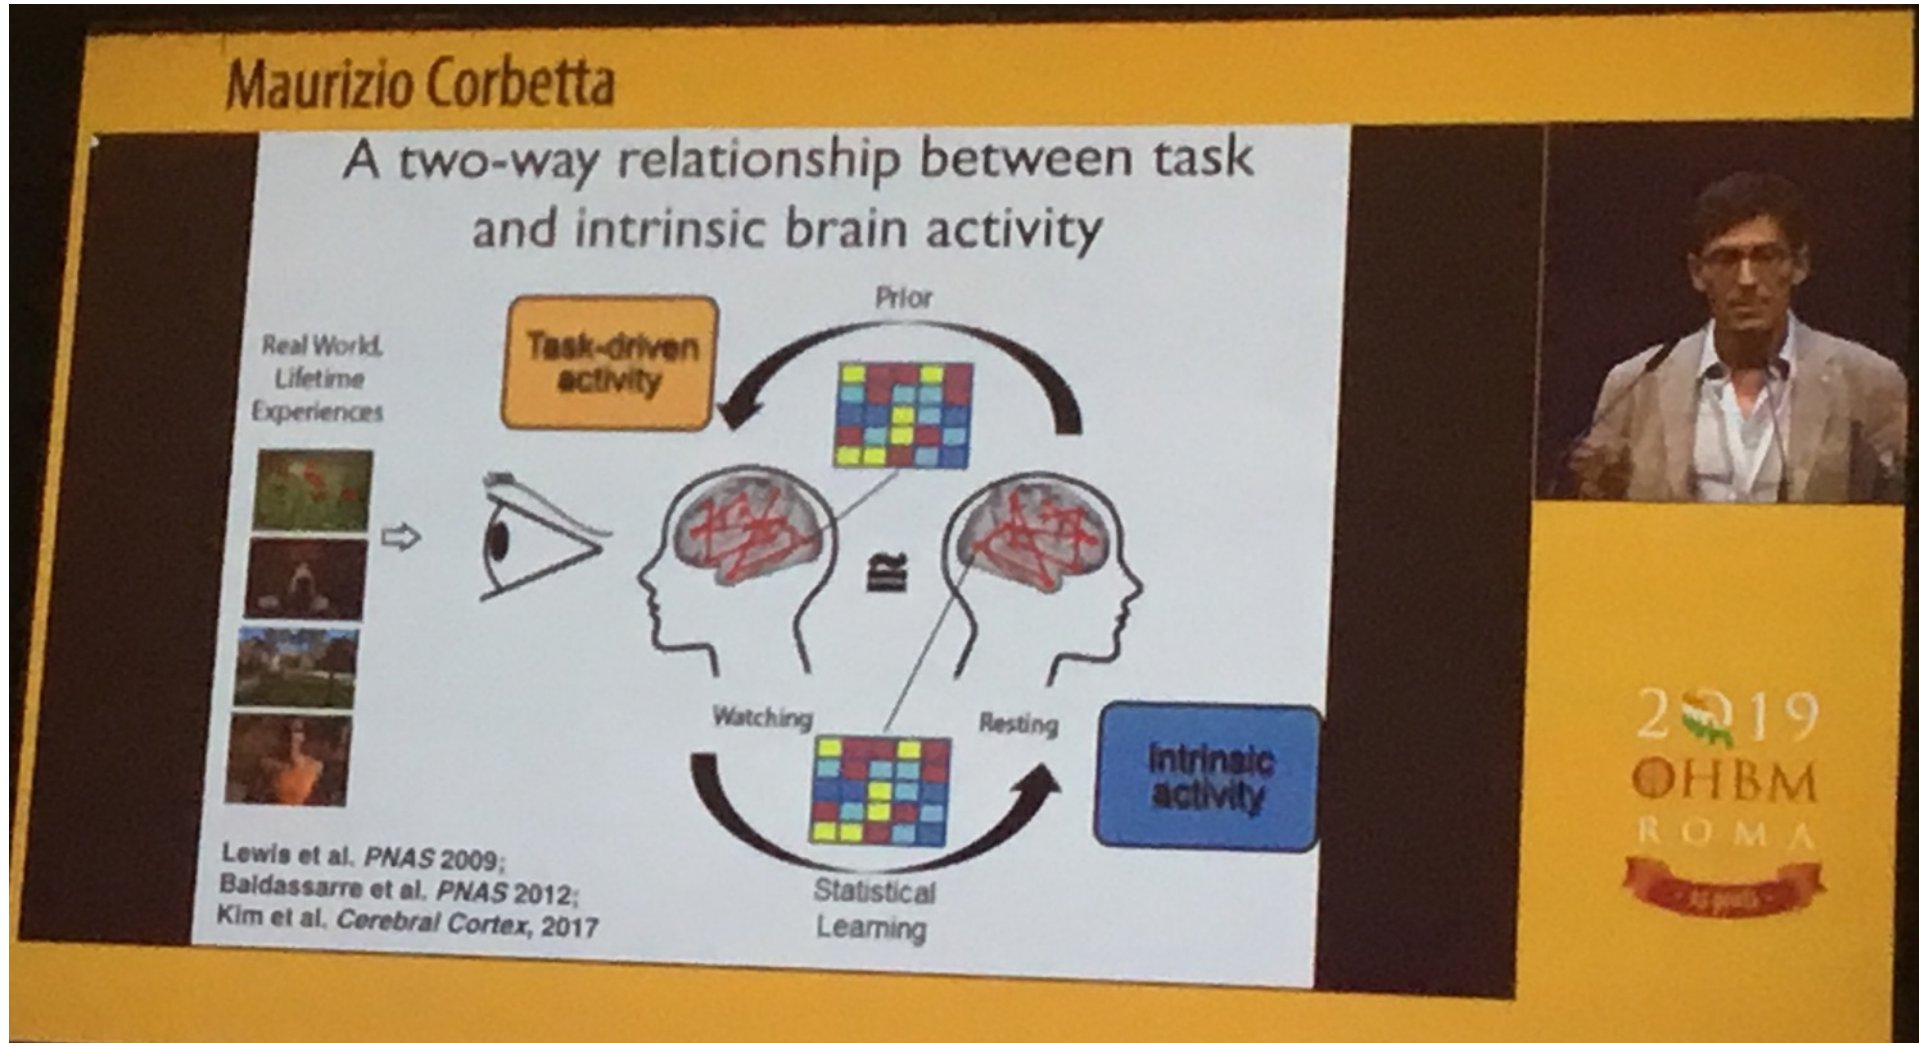 Maurizio Corbetta
A two-way relationship between task
and intrinsic brain activity
Prior
Task-driven
activity
Real World,
Lifetime
Experiences
≅
Watching
Resting
Intrinsic
activity
Statistical
Learning
Lewis et al. PNAS 2009;
Baldassarre et al. PNAS 2012;
Kim et al. Cerebral Cortex, 2017
2019
OHBM
ROMA